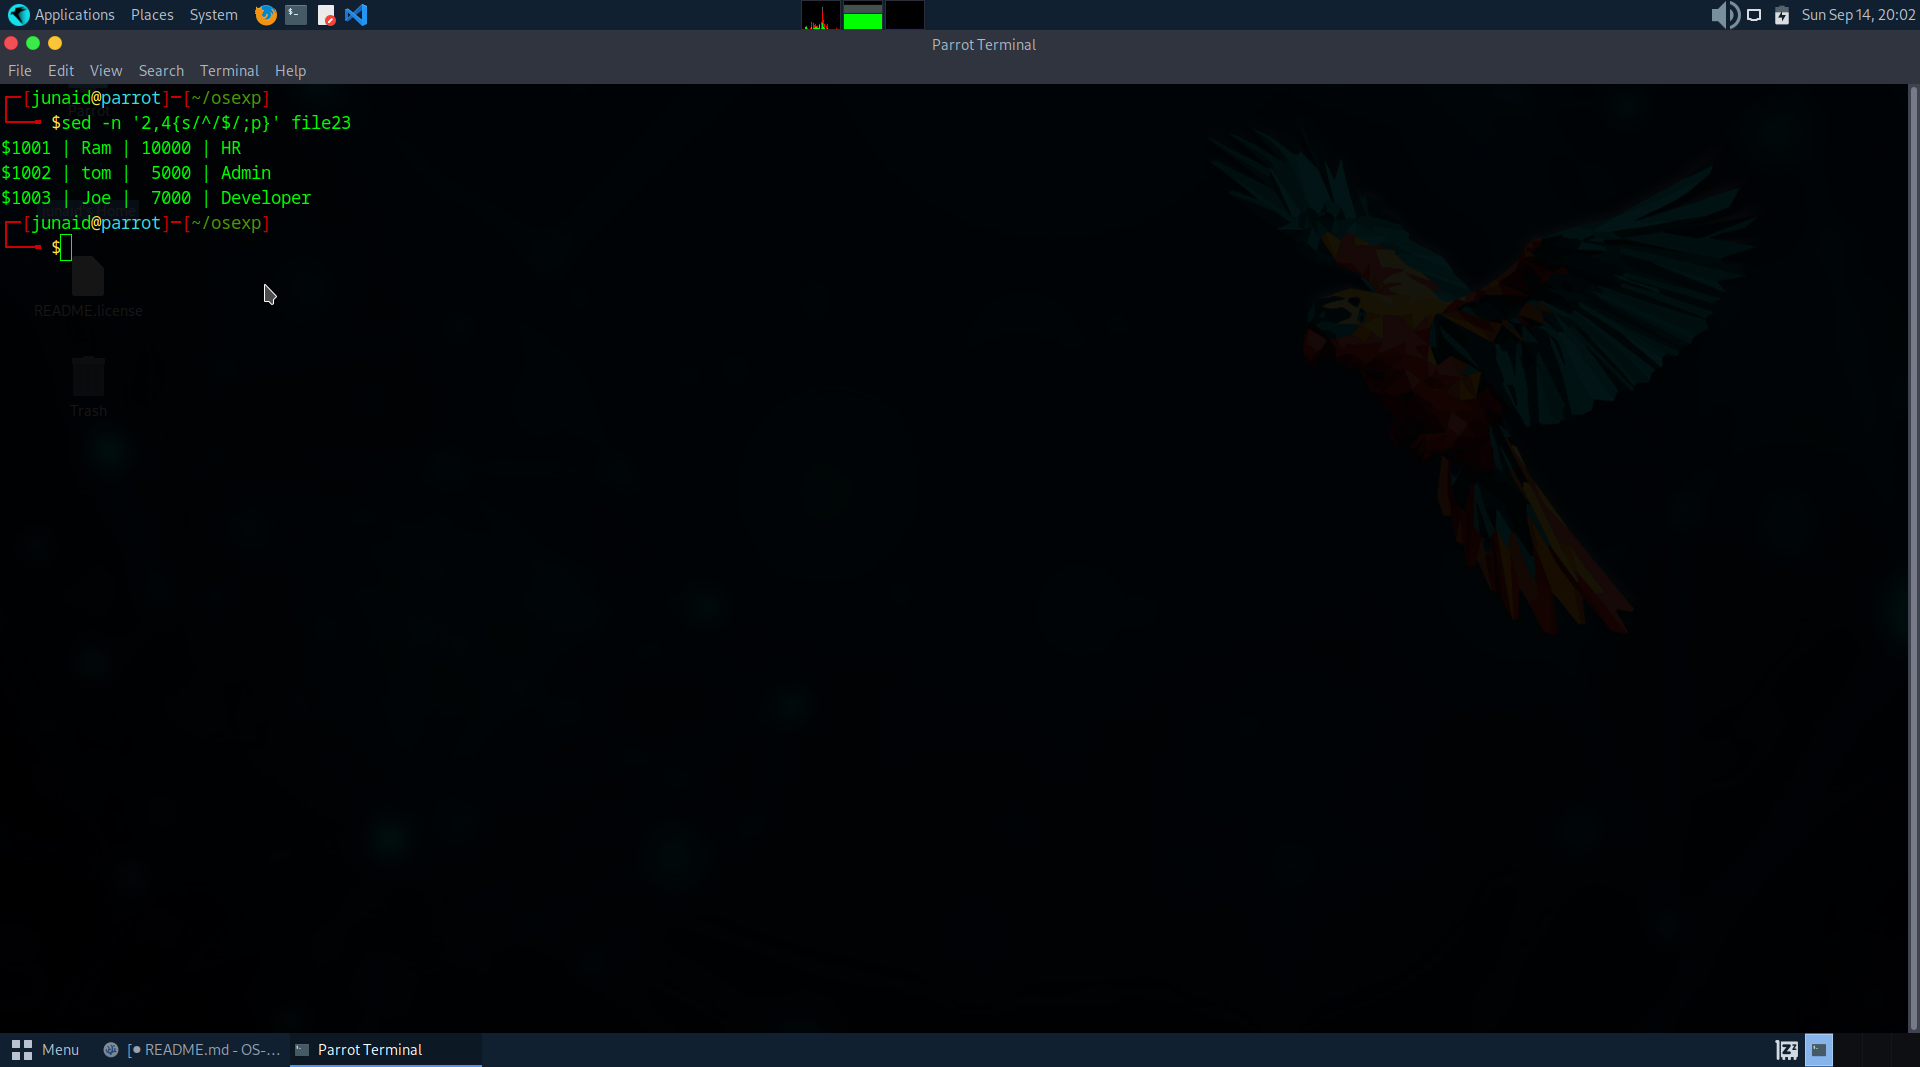 Applications Places System Sun Sep 14, 20:02
Parrot Terminal
File Edit View Search Terminal Help
┌─[junaid@parrot]─[~/osexp]
└──╼ $sed -n '2,4{s/^/$/;p}' file23
$1001 | Ram | 10000 | HR
$1002 | tom |  5000 | Admin
$1003 | Joe |  7000 | Developer
┌─[junaid@parrot]─[~/osexp]
└──╼ $
README.license
Trash
Menu [● README.md - OS-... Parrot Terminal